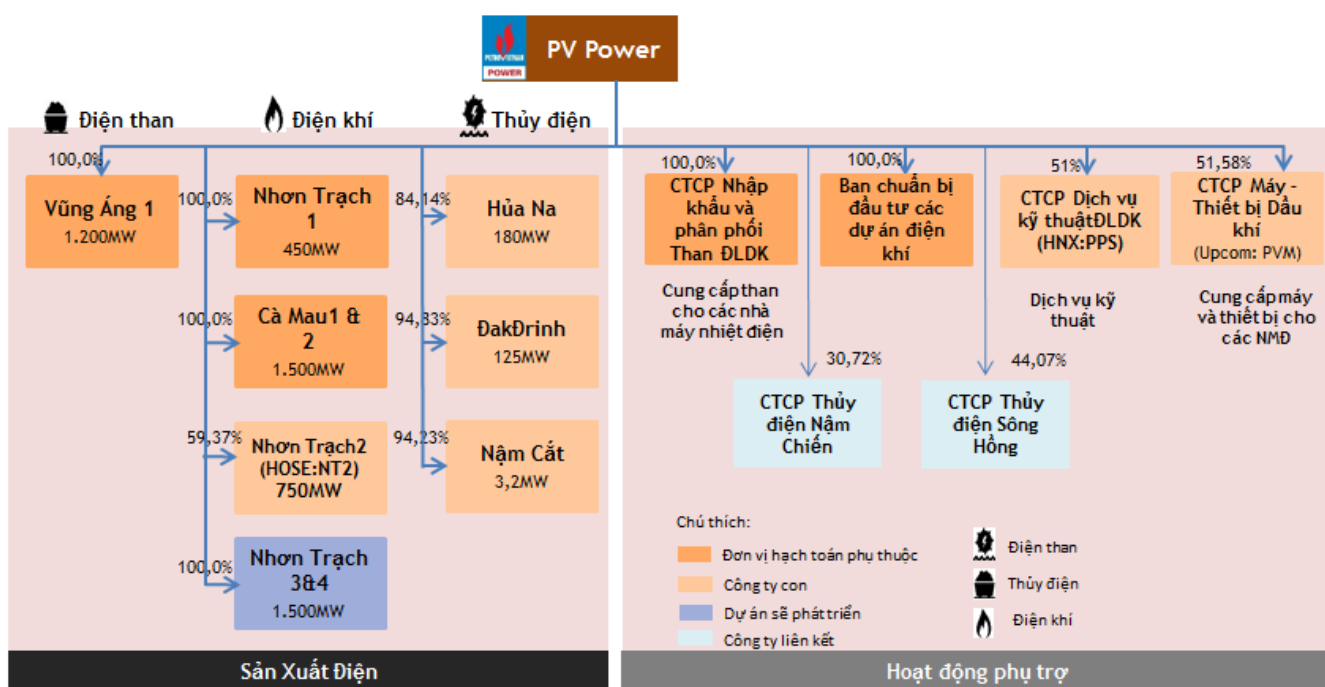 PETROVIETNAM
POWER
PV Power
Điện than
Điện khí
Thủy điện
100,0%
Vũng Áng 1
1.200MW
100,0%
Nhơn Trạch
1
450MW
100,0%
Cà Mau1 &
2
1.500MW
59,37%
Nhơn Trạch2
(HOSE:NT2)
750MW
100,0%
Nhơn Trạch
3&4
1.500MW
84,14%
Hủa Na
180MW
94,83%
ĐakĐrinh
125MW
94,23%
Nậm Cắt
3,2MW
100,0%
CTCP Nhập
khẩu và
phân phối
Than ĐLDK
Cung cấp than
cho các nhà
máy nhiệt điện
100,0%
Ban chuẩn bị
đầu tư các
dự án điện
khí
51%
CTCP Dịch vụ
kỹ thuậtĐLDK
(HNX:PPS)
Dịch vụ kỹ
thuật
51,58%
CTCP Máy -
Thiết bị Dầu
khí
(Upcom: PVM)
Cung cấp máy
và thiết bị cho
các NMĐ
30,72%
CTCP Thủy
điện Nậm
Chiến
44,07%
CTCP Thủy
điện Sông
Hồng
Chú thích:
Đơn vị hạch toán phụ thuộc
Công ty con
Dự án sẽ phát triển
Công ty liên kết
Điện than
Thủy điện
Điện khí
Sản Xuất Điện
Hoạt động phụ trợ